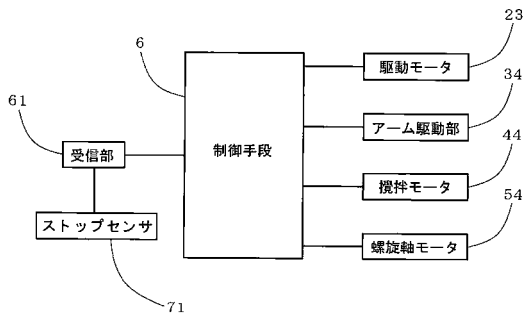 23
6
駆動モータ
34
61
アーム駆動部
受信部
制御手段
44
攪拌モータ
ストップセンサ
54
螺旋軸モータ
71